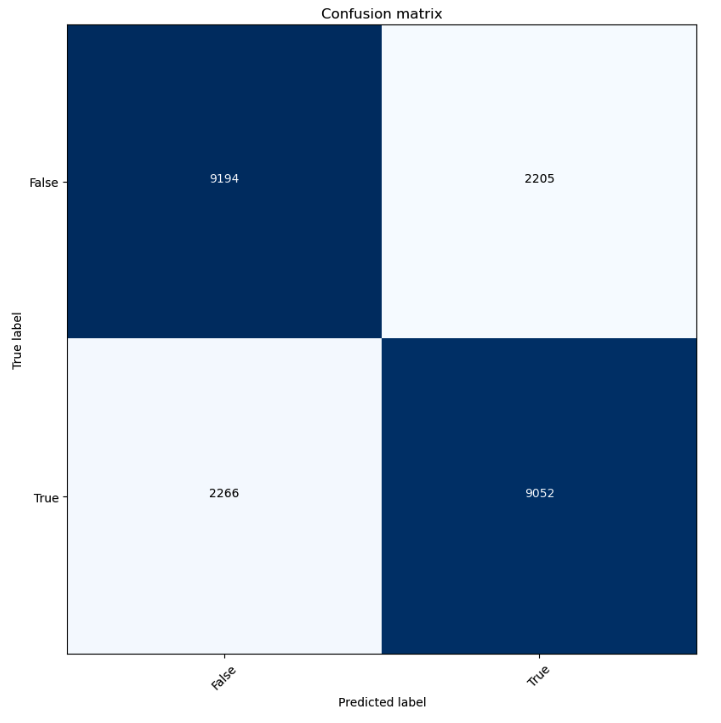 Confusion matrix
True label
False
9194 2205
True
2266 9052
False True
Predicted label